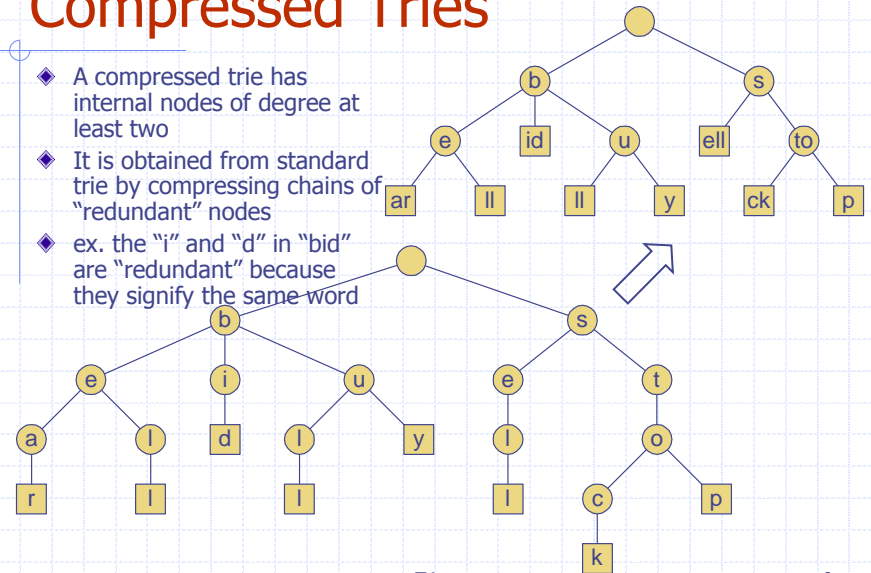 Compressed Tries
A compressed trie has
internal nodes of degree at
least two
It is obtained from standard
trie by compressing chains of
“redundant” nodes
ex. the “i” and “d” in “bid”
are “redundant” because
they signify the same word
b s
e id u ell to
ar ll ll y ck p
b s
e i u e t
a l d l y l o
r l l l c p
k